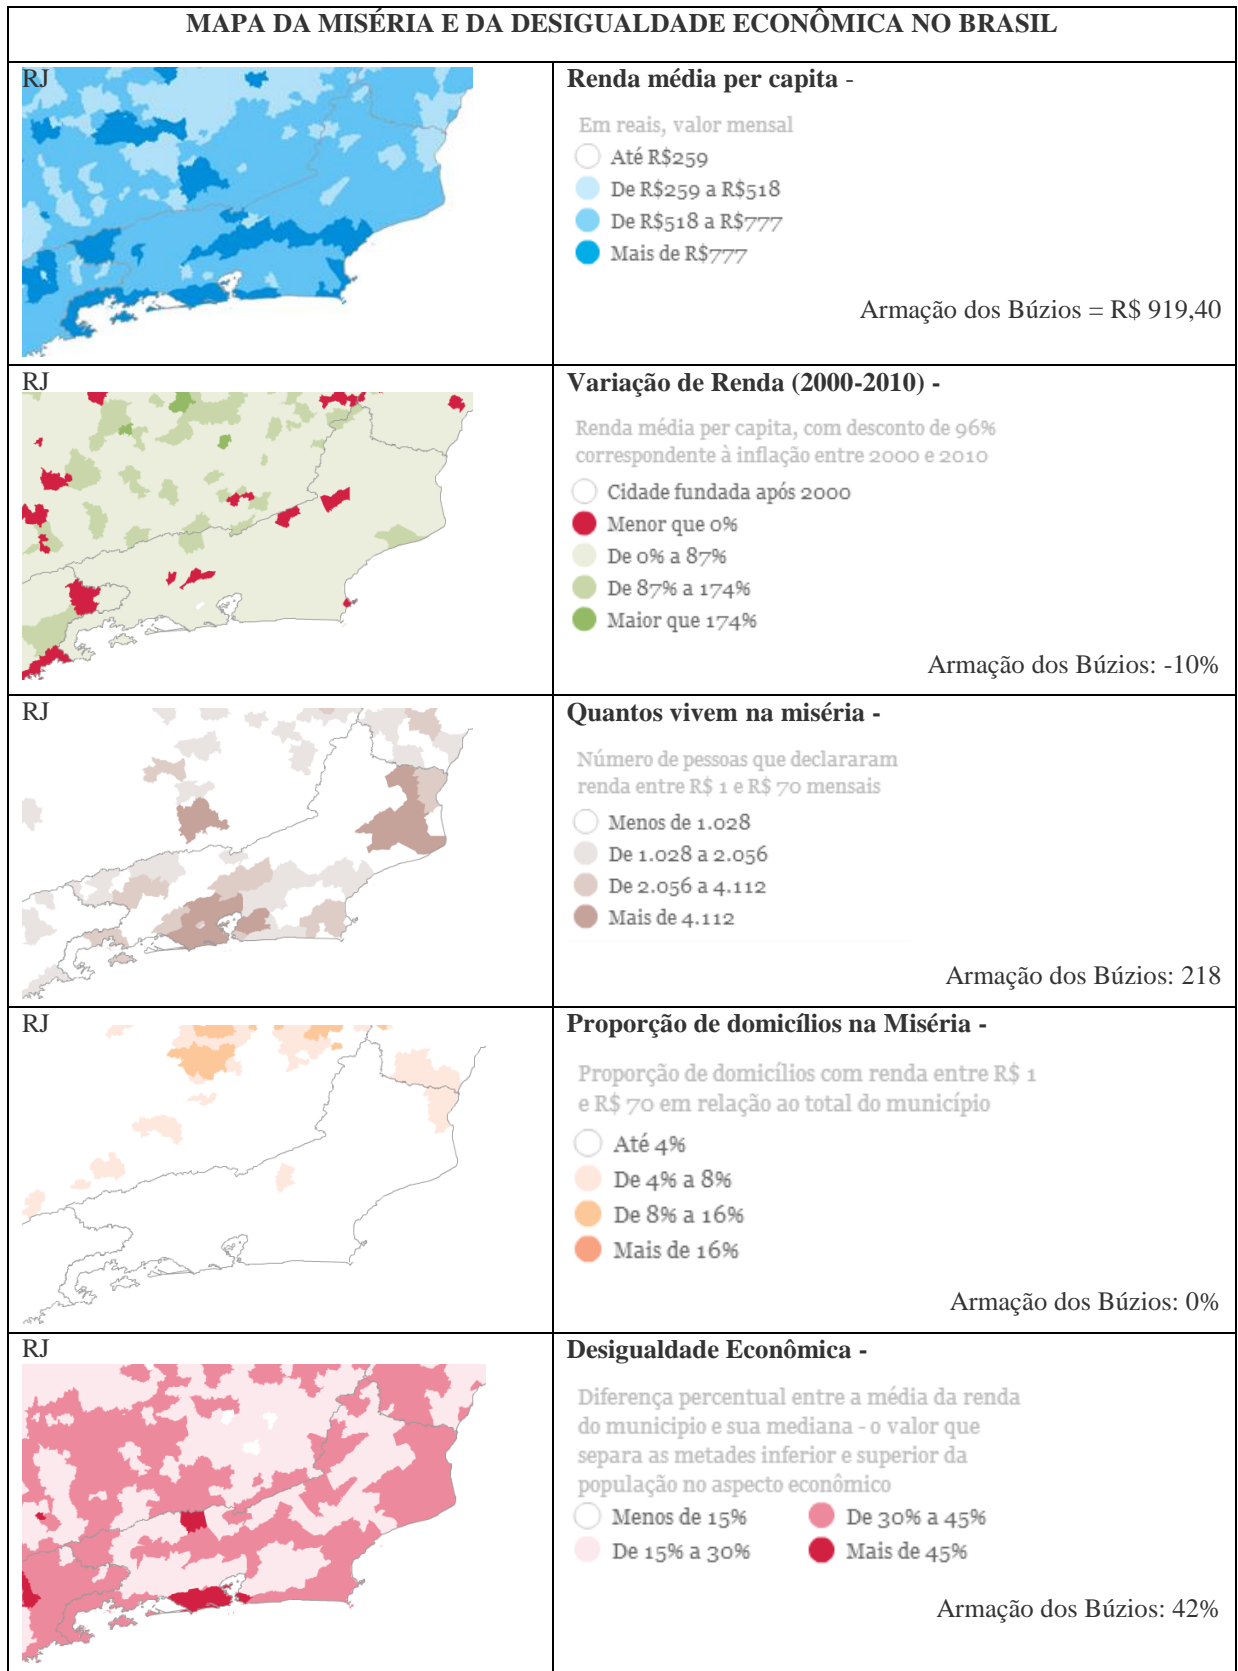 MAPA DA MISÉRIA E DA DESIGUALDADE ECONÔMICA NO BRASIL
RJ
Renda média per capita -
Em reais, valor mensal
Até R$259
De R$259 a R$518
De R$518 a R$777
Mais de R$777
Armação dos Búzios = R$ 919,40
RJ
Variação de Renda (2000-2010) -
Renda média per capita, com desconto de 96%
correspondente à inflação entre 2000 e 2010
Cidade fundada após 2000
Menor que 0%
De 0% a 87%
De 87% a 174%
Maior que 174%
Armação dos Búzios: -10%
RJ
Quantos vivem na miséria -
Número de pessoas que declararam
renda entre R$ 1 e R$ 70 mensais
Menos de 1.028
De 1.028 a 2.056
De 2.056 a 4.112
Mais de 4.112
Armação dos Búzios: 218
RJ
Proporção de domicílios na Miséria -
Proporção de domicílios com renda entre R$ 1
e R$ 70 em relação ao total do município
Até 4%
De 4% a 8%
De 8% a 16%
Mais de 16%
Armação dos Búzios: 0%
RJ
Desigualdade Econômica -
Diferença percentual entre a média da renda
do municipio e sua mediana - o valor que
separa as metades inferior e superior da
população no aspecto econômico
Menos de 15% De 30% a 45%
De 15% a 30% Mais de 45%
Armação dos Búzios: 42%